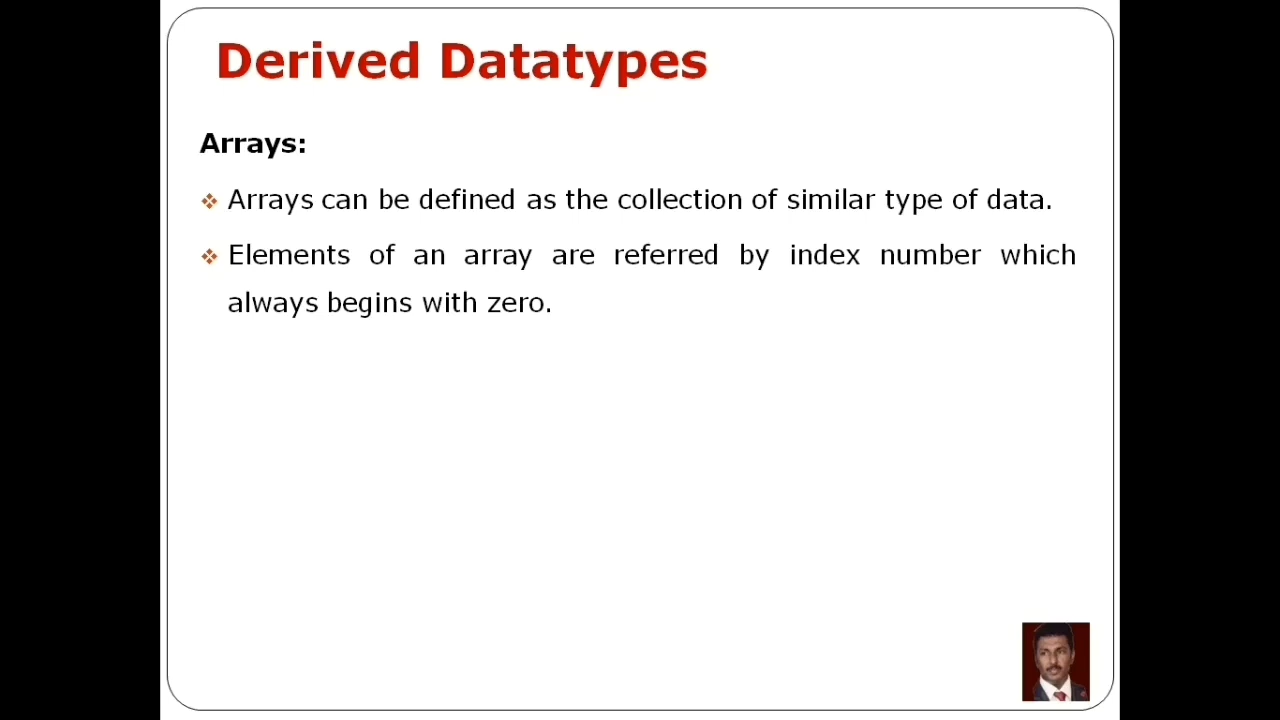 Derived Datatypes
Arrays:
Arrays can be defined as the collection of similar type of data.
Elements of an array are referred by index number which
always begins with zero.